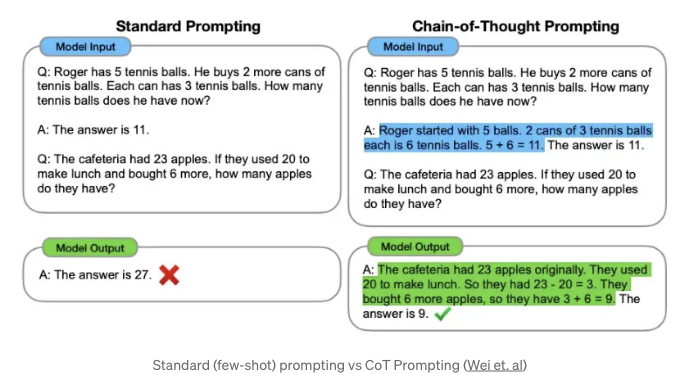 Standard Prompting
Model Input
Q: Roger has 5 tennis balls. He buys 2 more cans of
tennis balls. Each can has 3 tennis balls. How many
tennis balls does he have now?
A: The answer is 11.
Q: The cafeteria had 23 apples. If they used 20 to
make lunch and bought 6 more, how many apples
do they have?
Model Output
A: The answer is 27.
Chain-of-Thought Prompting
Model Input
Q: Roger has 5 tennis balls. He buys 2 more cans of
tennis balls. Each can has 3 tennis balls. How many
tennis balls does he have now?
A: Roger started with 5 balls. 2 cans of 3 tennis balls
each is 6 tennis balls. 5 + 6 = 11. The answer is 11.
Q: The cafeteria had 23 apples. If they used 20 to
make lunch and bought 6 more, how many apples
do they have?
Model Output
A: The cafeteria had 23 apples originally. They used
20 to make lunch. So they had 23 - 20 = 3. They
bought 6 more apples, so they have 3 + 6 = 9. The
answer is 9.
Standard (few-shot) prompting vs CoT Prompting (Wei et. al)